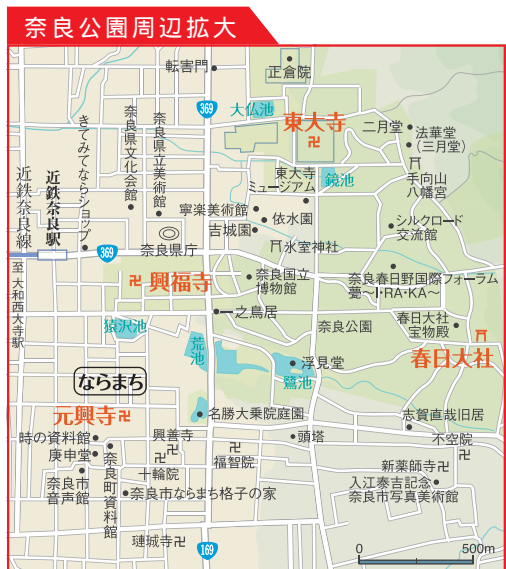 奈良公園周辺拡大
転害門
正倉院
369
大仏池
東大寺
きてみてならショップ
奈良県文化会館
奈良県立美術館
二月堂
法華堂
(三月堂)
手向山
八幡宮
東大寺
ミュージアム
鏡池
近鉄奈良線
近鉄奈良駅
寧楽美術館
依水園
吉城園
シルクロード
交流館
奈良県庁
氷室神社
369
至 大和西大寺駅
興福寺
奈良国立
博物館
奈良春日野国際フォーラム
甍〜I・RA・KA〜
一之鳥居
猿沢池
奈良公園
春日大社
宝物殿
春日大社
荒池
浮見堂
鷺池
ならまち
元興寺
名勝大乗院庭園
志賀直哉旧居
時の資料館
庚申堂
興善寺
頭塔
不空院
福智院
十輪院
新薬師寺
奈良市
音声館
奈良町資料館
奈良市ならまち格子の家
入江泰吉記念
奈良市写真美術館
璉城寺
169
0 500m